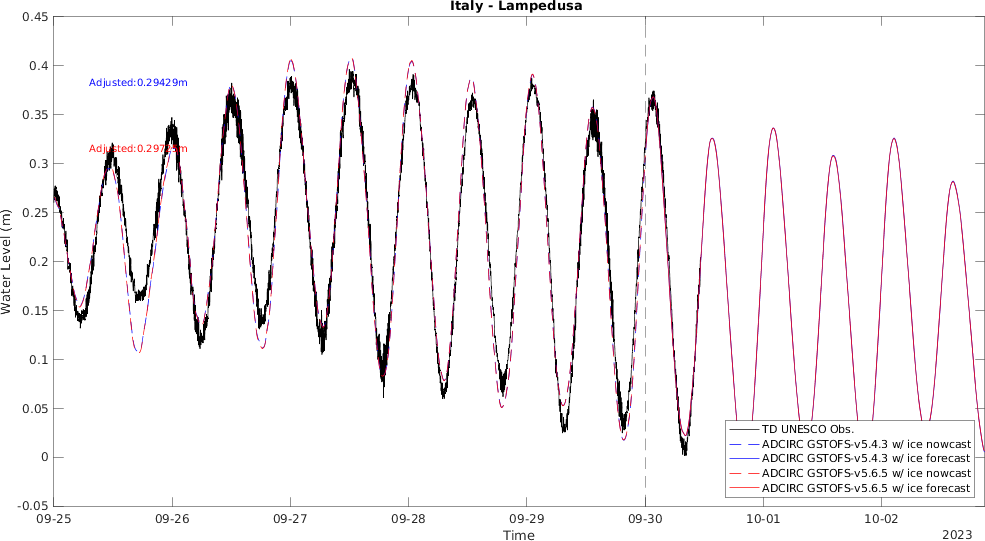 Italy - Lampedusa
Water Level (m)
0.45
0.4
0.35
0.3
0.25
0.2
0.15
0.1
0.05
0
-0.05
Adjusted:0.29429m
TD UNESCO Obs.
ADCIRC GSTOFS-v5.4.3 w/ ice nowcast
ADCIRC GSTOFS-v5.4.3 w/ ice forecast
ADCIRC GSTOFS-v5.6.5 w/ ice nowcast
ADCIRC GSTOFS-v5.6.5 w/ ice forecast
09-25
09-26
09-27
09-28
09-29
09-30
10-01
10-02
Time
2023